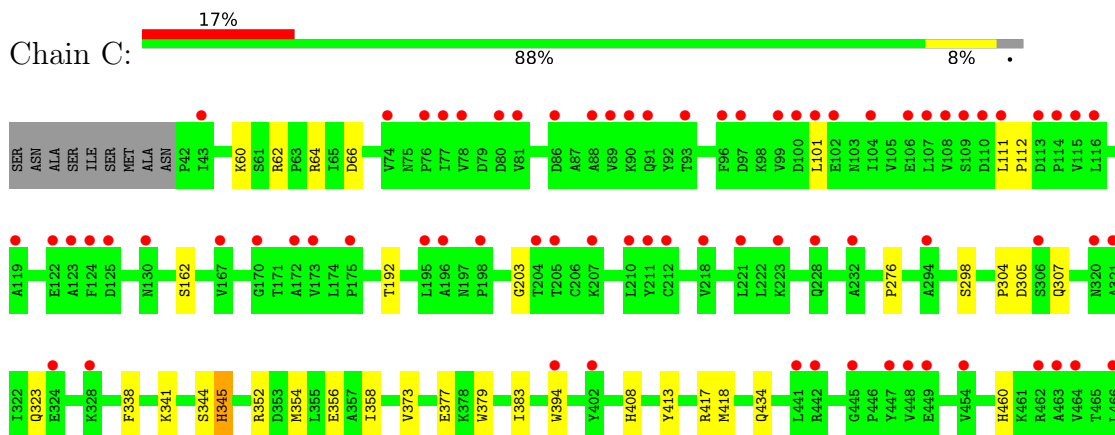 17%
Chain C:
88% 8% •
SER ASN ALA SER ILE SER MET ALA ASN P42 I43 K60 S61 R62 P63 R64 I65 D66 V74 N75 P76 I77 V78 D79 D80 V81 D86 A87 A88 V89 K90 Q91 Y92 T93 F96 D97 K98 V99 D100 L101 E102 N103 I104 V105 E106 L107 V108 S109 D110 L111 P112 D113 P114 V115 L116
A119 E122 A123 F124 D125 N130 S162 V167 G170 T171 A172 V173 L174 P175 T192 L195 A196 N197 P198 G203 T204 T205 C206 K207 L210 Y211 C212 V218 L221 L222 K223 Q228 A232 P276 A294 S298 P304 D305 S306 Q307 N320 A321
I322 Q323 E324 K328 F338 K341 S344 H345 R352 D353 M354 L355 E356 A357 I358 V373 E377 K378 W379 I383 W394 Y402 H408 Y413 R417 M418 Q434 L441 R442 G445 P446 Y447 V448 E449 V454 H460 K461 R462 A463 V464 T465